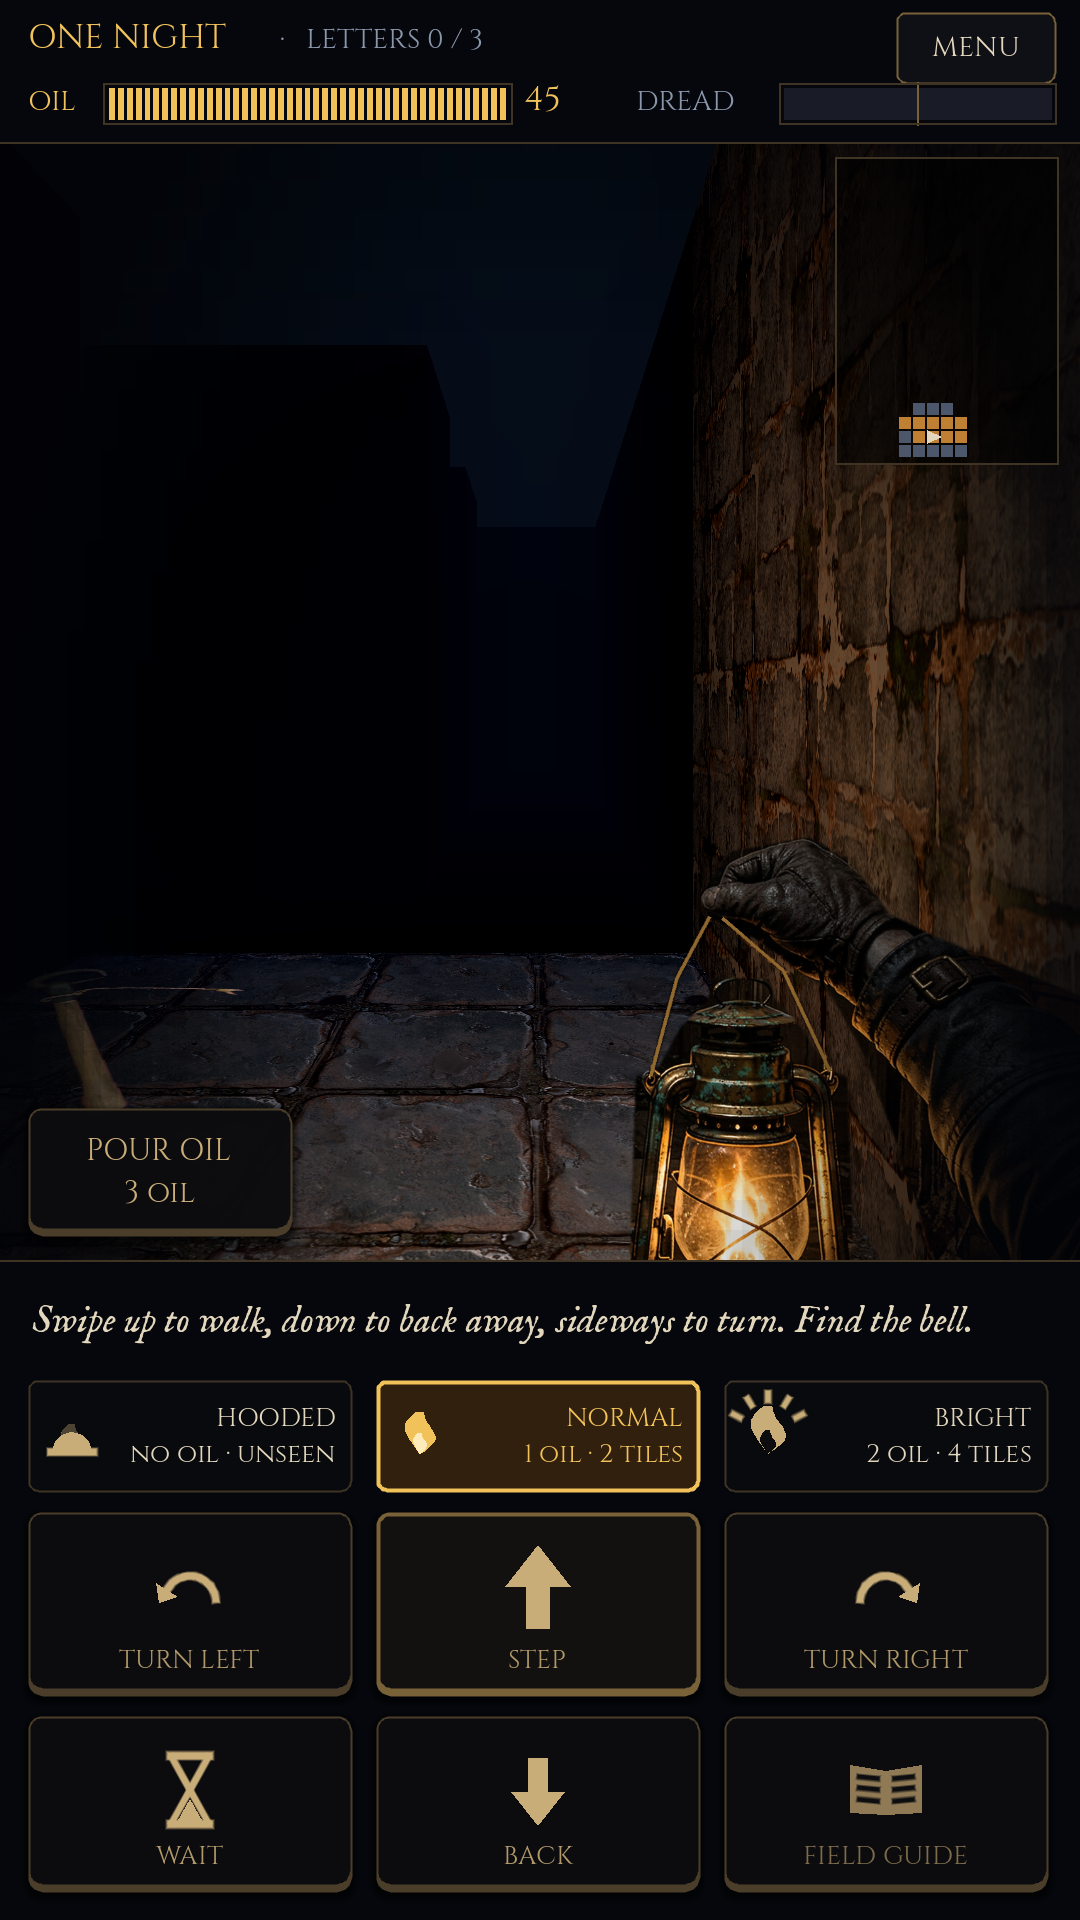 ONE NIGHT · LETTERS 0 / 3
MENU
OIL 45 DREAD
POUR OIL
3 OIL
Swipe up to walk, down to back away, sideways to turn. Find the bell.
HOODED
NO OIL · UNSEEN
NORMAL
1 OIL · 2 TILES
BRIGHT
2 OIL · 4 TILES
TURN LEFT
STEP
TURN RIGHT
WAIT
BACK
FIELD GUIDE